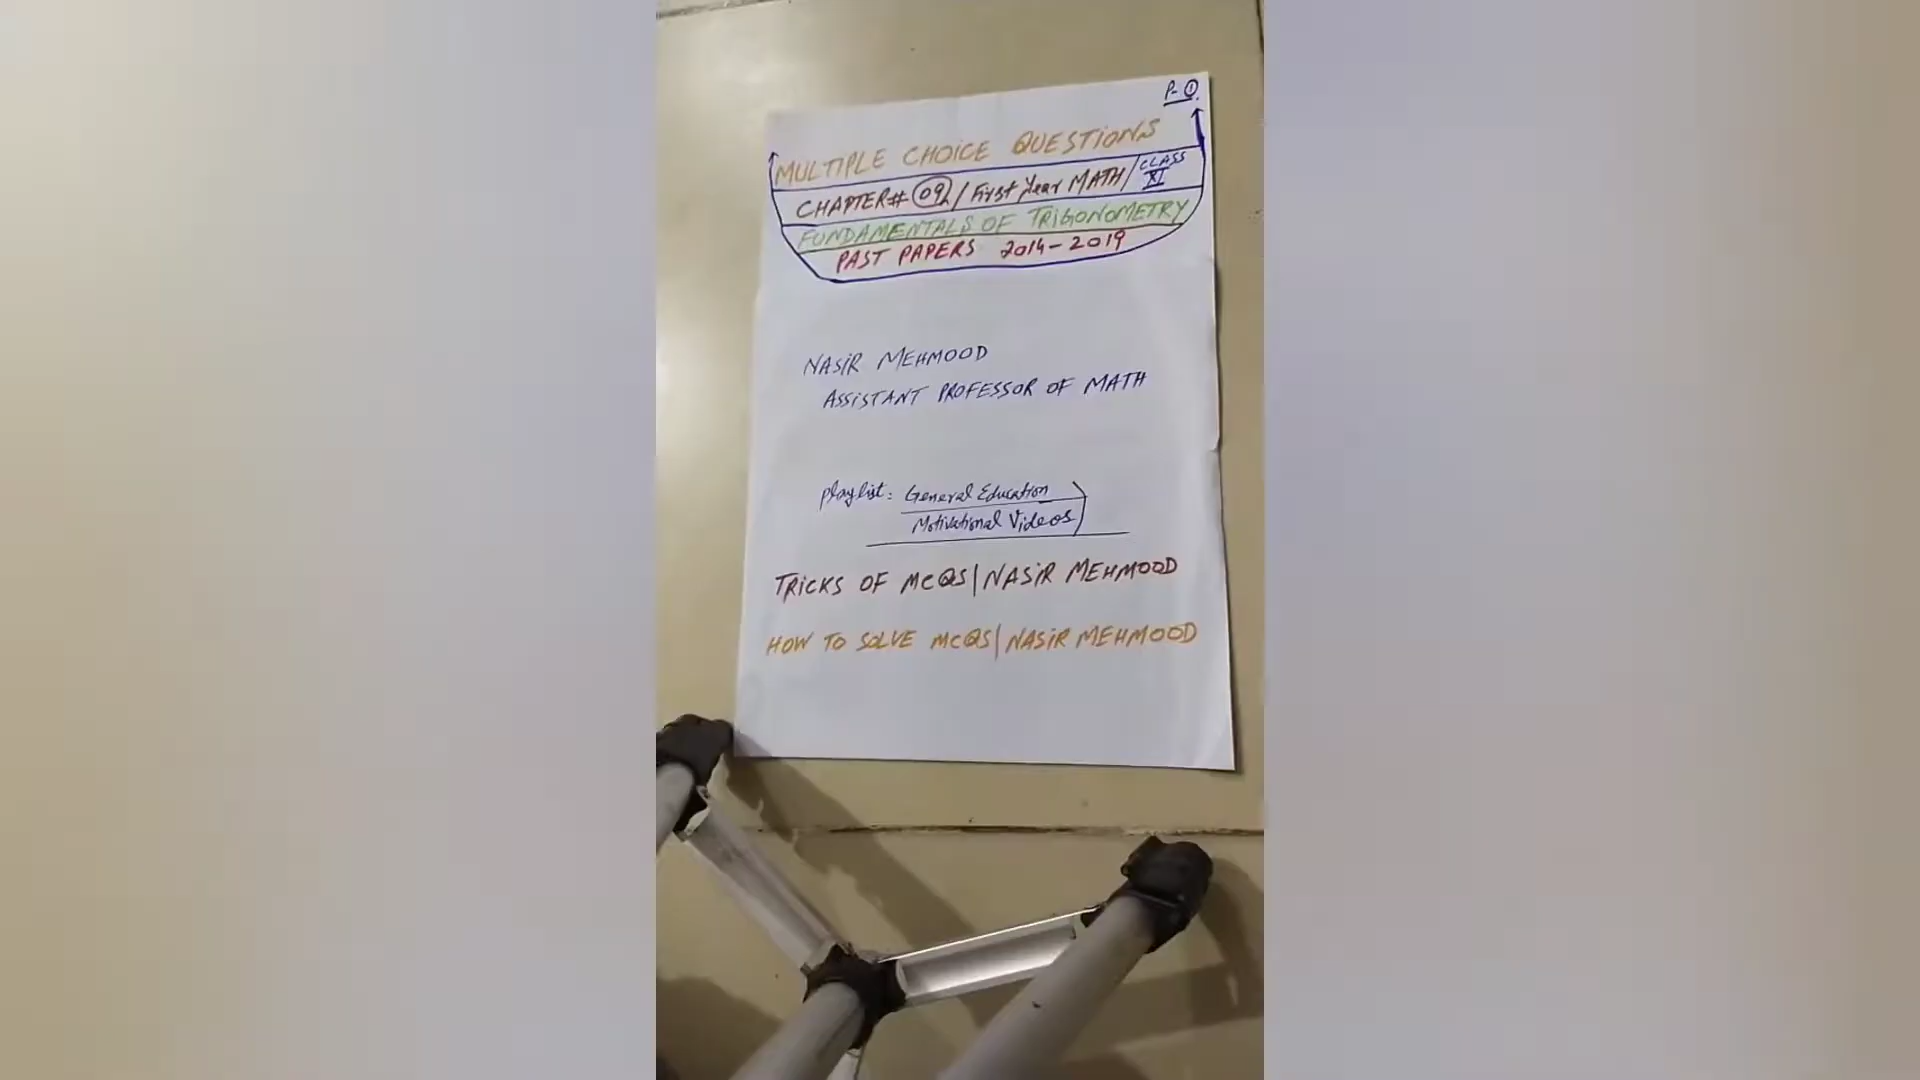 P-①
MULTiPLE CHOiCE QUESTiONS
CHAPTER# 09 / First Year MATH / CLASS XI
FUNDAMENTALS OF TRiGONOMETRY
PAST PAPERS 2014-2019
NASiR MEHMOOD
ASSiSTANT PROFESSOR OF MATH
playlist: General Education
Motivational Videos
TRiCKS OF MCQS|NASiR MEHMOOD
HOW TO SOLVE MCQS|NASiR MEHMOOD